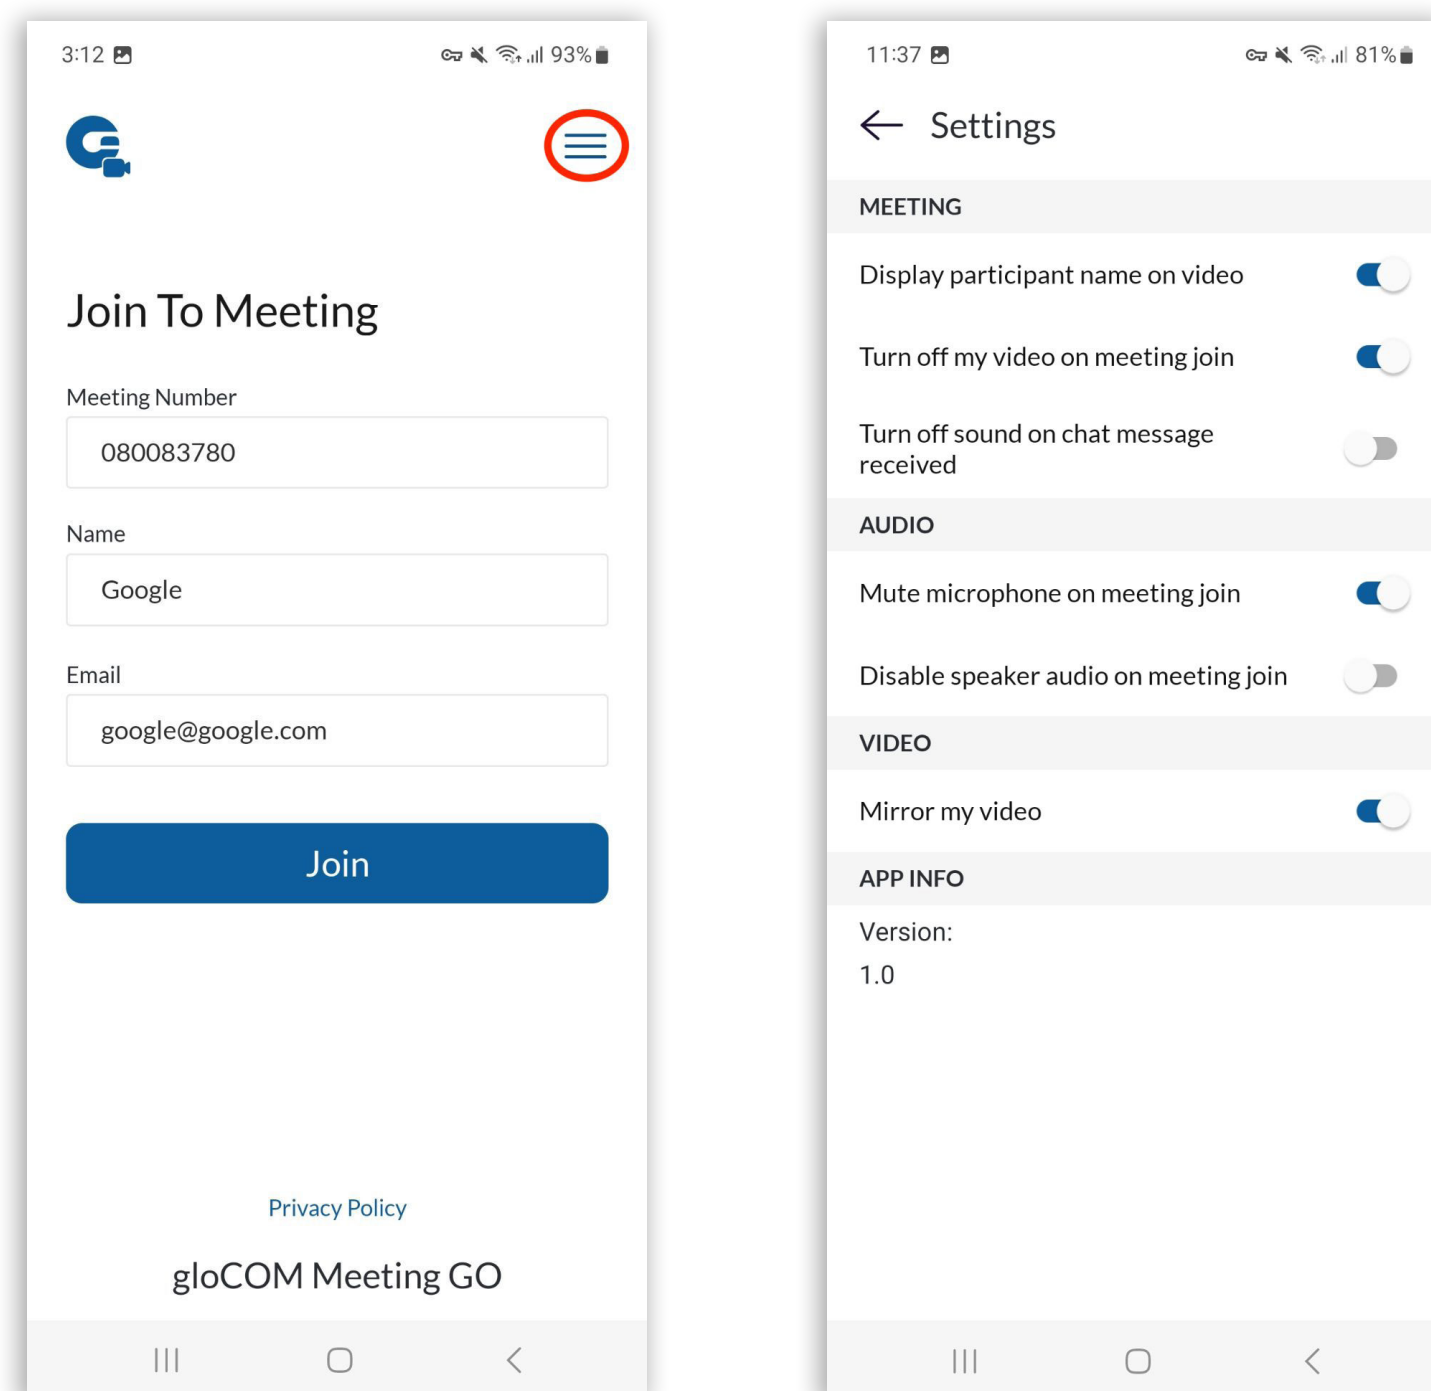 3:12
93%
Join To Meeting
Meeting Number
080083780
Name
Google
Email
google@google.com
Join
Privacy Policy
gloCOM Meeting GO
11:37
81%
Settings
MEETING
Display participant name on video
Turn off my video on meeting join
Turn off sound on chat message
received
AUDIO
Mute microphone on meeting join
Disable speaker audio on meeting join
VIDEO
Mirror my video
APP INFO
Version:
1.0